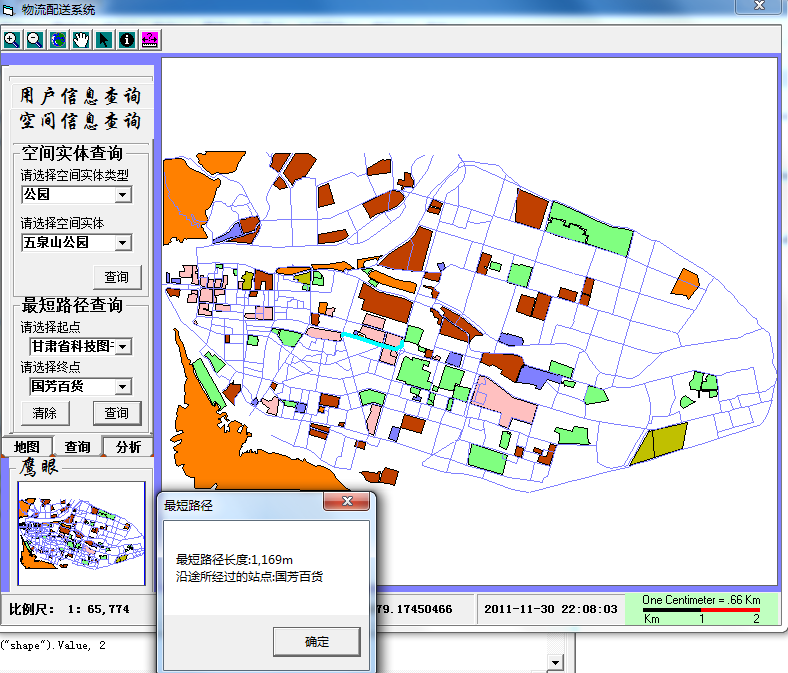 物流配送系统
用户信息查询
空间信息查询
空间实体查询
请选择空间实体类型
公园
请选择空间实体
五泉山公园
查询
最短路径查询
请选择起点
甘肃省科技图
请选择终点
国芳百货
清除
查询
地图
查询
分析
鹰眼
最短路径
最短路径长度:1,169m
沿途所经过的站点:国芳百货
确定
比例尺: 1: 65,774
79.17450466
2011-11-30 22:08:03
One Centimeter = .66 Km
Km 1 2
("shape").Value, 2